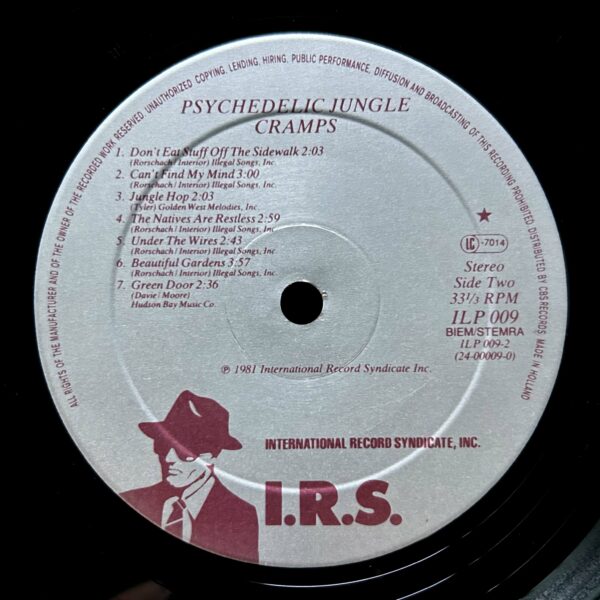 ALL RIGHTS OF THE MANUFACTURER AND OF THE OWNER OF THE RECORDED WORK RESERVED. UNAUTHORIZED COPYING, LENDING, HIRING, PUBLIC PERFORMANCE, DIFFUSION AND BROADCASTING OF THIS RECORDING PROHIBITED. DISTRIBUTED BY CBS RECORDS. MADE IN HOLLAND
PSYCHEDELIC JUNGLE
CRAMPS
1. Don't Eat Stuff Off The Sidewalk 2:03
(Rorschach / Interior) Illegal Songs, Inc.
2. Can't Find My Mind 3:00
(Rorschach / Interior) Illegal Songs, Inc.
3. Jungle Hop 2:03
(Tyler) Golden West Melodies, Inc.
4. The Natives Are Restless 2:59
(Rorschach / Interior) Illegal Songs, Inc.
5. Under The Wires 2:43
(Rorschach / Interior) Illegal Songs, Inc.
6. Beautiful Gardens 3:57
(Rorschach / Interior) Illegal Songs, Inc.
7. Green Door 2:36
(Davie / Moore)
Hudson Bay Music Co.
LC -7014
Stereo
Side Two
33⅓ RPM
ILP 009
BIEM/STEMRA
ILP 009-2
(24-00009-0)
℗ 1981 International Record Syndicate Inc.
INTERNATIONAL RECORD SYNDICATE, INC.
I.R.S.